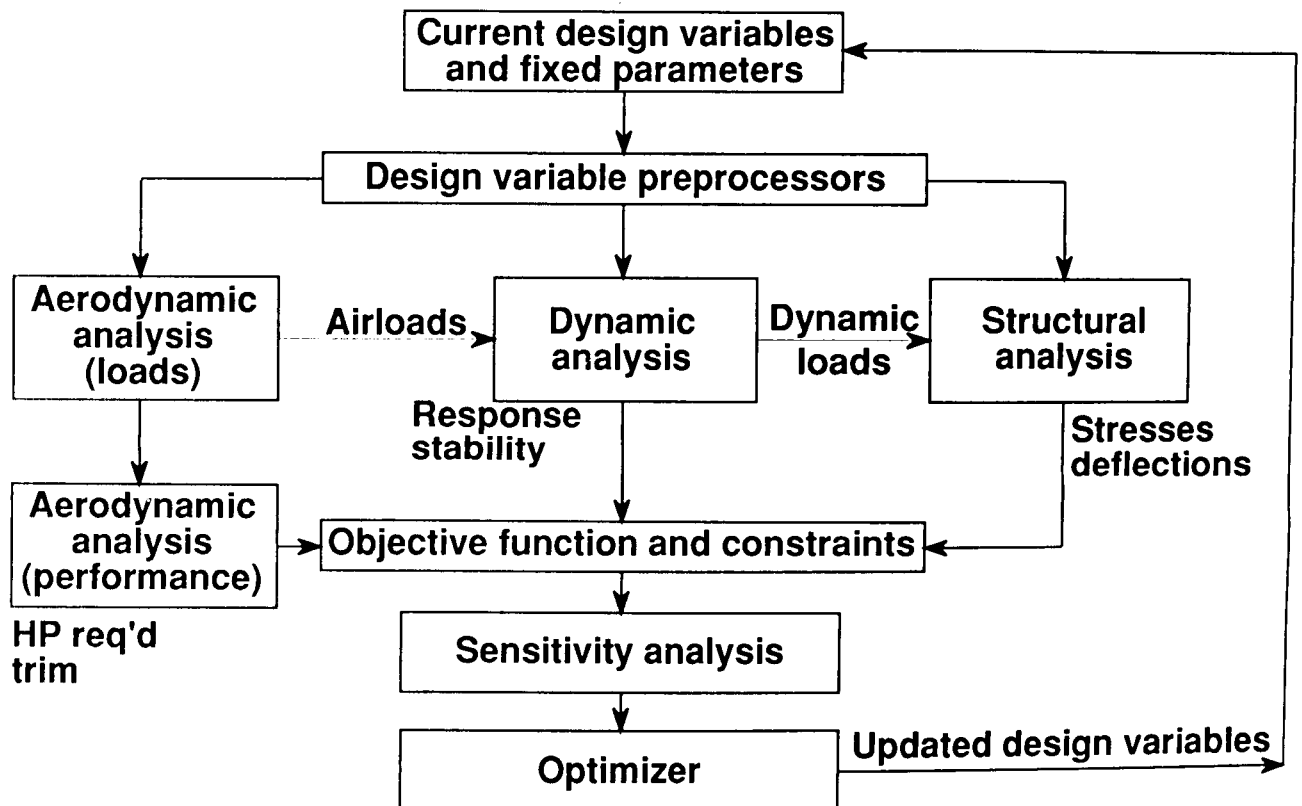 Current design variables
and fixed parameters
Design variable preprocessors
Aerodynamic
analysis
(loads)
Airloads
Dynamic
analysis
Dynamic
loads
Structural
analysis
Response
stability
Stresses
deflections
Aerodynamic
analysis
(performance)
Objective function and constraints
HP req'd
trim
Sensitivity analysis
Optimizer
Updated design variables